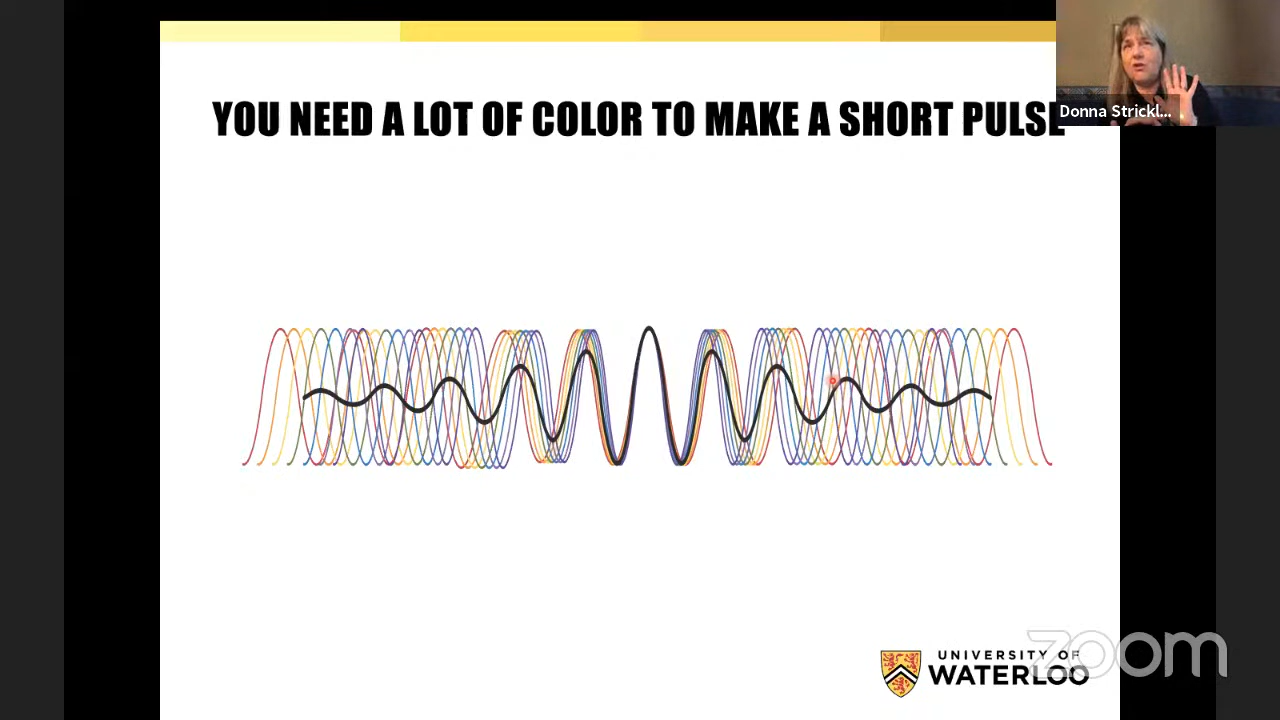 YOU NEED A LOT OF COLOR TO MAKE A SHORT PULSE
Donna Strickl...
UNIVERSITY OF
WATERLOO
zoom